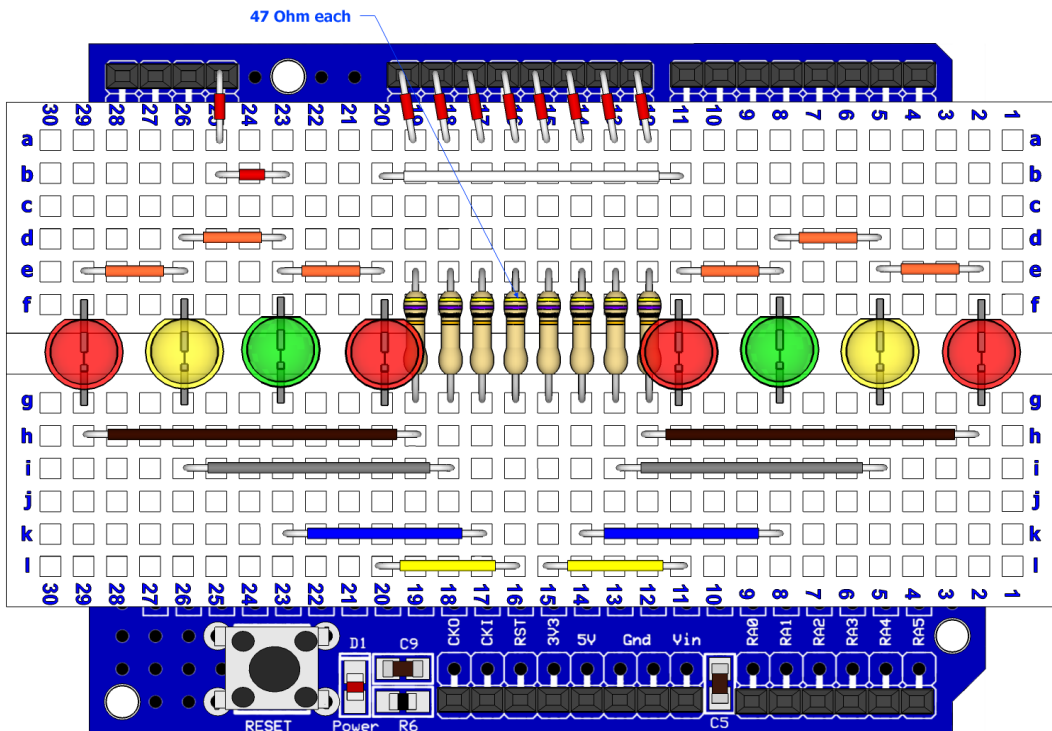 47 Ohm each
30 29 28 27 26 25 24 23 22 21 20 19 18 17 16 15 14 13 12 11 10 9 8 7 6 5 4 3 2 1
a a
b b
c c
d d
e e
f f
g g
h h
i i
j j
k k
l l
30 29 28 27 26 25 24 23 22 21 20 19 18 17 16 15 14 13 12 11 10 9 8 7 6 5 4 3 2 1
CKO CKI RST 3V3 5V Gnd Vin RA0 RA1 RA2 RA3 RA4 RA5
D1 C9
RESET Power R6 C5